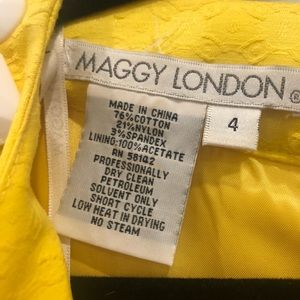 MAGGY LONDON®
4
MADE IN CHINA
76%COTTON
21%NYLON
3%SPANDEX
LINING:100%ACETATE
RN 58102
PROFESSIONALLY
DRY CLEAN
PETROLEUM
SOLVENT ONLY
SHORT CYCLE
LOW HEAT IN DRYING
NO STEAM